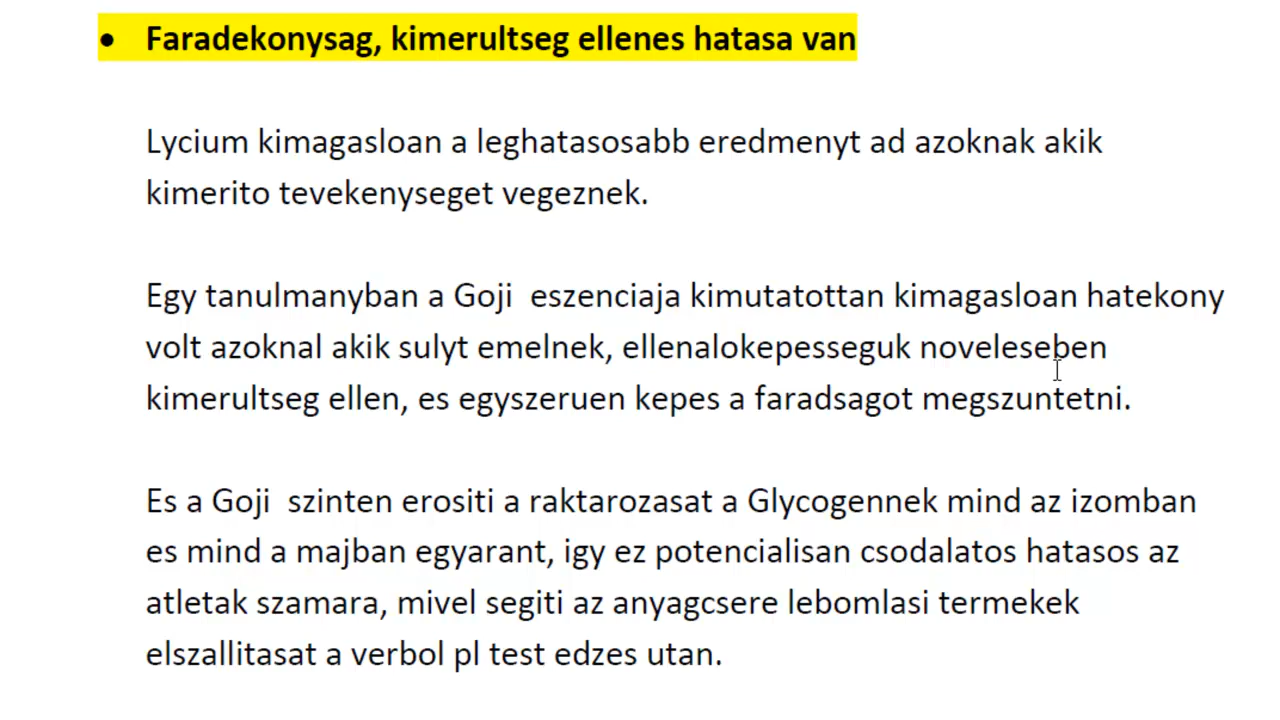 • Faradekonysag, kimerultseg ellenes hatasa van
Lycium kimagasloan a leghatasosabb eredmenyt ad azoknak akik
kimerito tevekenyseget vegeznek.
Egy tanulmanyban a Goji  eszenciaja kimutatottan kimagasloan hatekony
volt azoknal akik sulyt emelnek, ellenalokepesseguk noveleseben
kimerultseg ellen, es egyszeruen kepes a faradsagot megszuntetni.
Es a Goji  szinten erositi a raktarozasat a Glycogennek mind az izomban
es mind a majban egyarant, igy ez potencialisan csodalatos hatasos az
atletak szamara, mivel segiti az anyagcsere lebomlasi termekek
elszallitasat a verbol pl test edzes utan.